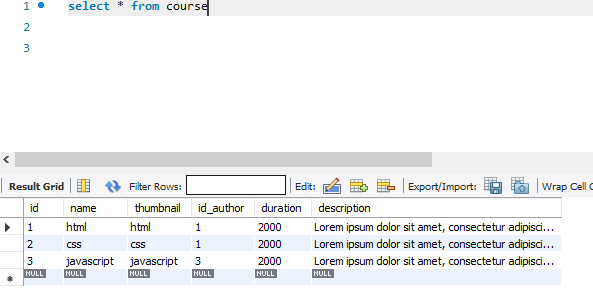 1 select * from course
2
3
Result Grid Filter Rows: Edit: Export/Import: Wrap Cell C
id name thumbnail id_author duration description
1 html html 1 2000 Lorem ipsum dolor sit amet, consectetur adipisci...
2 css css 1 2000 Lorem ipsum dolor sit amet, consectetur adipisci...
3 javascript javascript 3 2000 Lorem ipsum dolor sit amet, consectetur adipisci...
NULL NULL NULL NULL NULL NULL